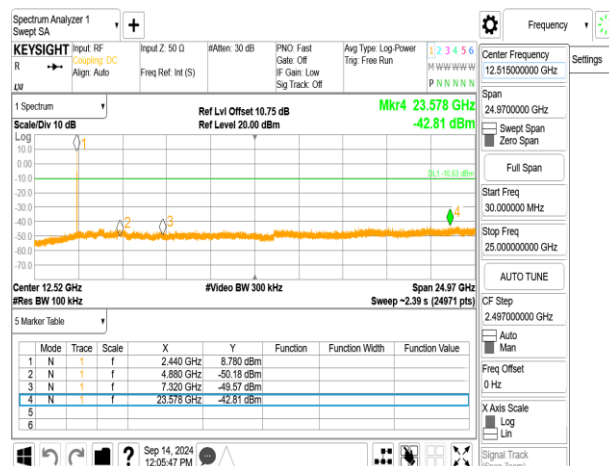 Spectrum Analyzer 1
Swept SA
Frequency
KEYSIGHT
Input: RF
Coupling: DC
Align: Auto
Input Z: 50 Ω
Freq Ref: Int (S)
#Atten: 30 dB
PNO: Fast
Gate: Off
IF Gain: Low
Sig Track: Off
Avg Type: Log-Power
Trig: Free Run
1 2 3 4 5 6
M W W W W W
P N N N N N
R
LXI
1 Spectrum
Scale/Div 10 dB
Ref Lvl Offset 10.75 dB
Ref Level 20.00 dBm
Mkr4 23.578 GHz
-42.81 dBm
Log
10.0
0.00
-10.0
-20.0
-30.0
-40.0
-50.0
-60.0
-70.0
1
2
3
4
DL1 -10.63 dBm
Center 12.52 GHz
#Video BW 300 kHz
Span 24.97 GHz
#Res BW 100 kHz
Sweep ~2.39 s (24971 pts)
5 Marker Table
Mode Trace Scale X Y Function Function Width Function Value
1 N 1 f 2.440 GHz 8.780 dBm
2 N 1 f 4.880 GHz -50.18 dBm
3 N 1 f 7.320 GHz -49.57 dBm
4 N 1 f 23.578 GHz -42.81 dBm
5
6
Sep 14, 2024
12:05:47 PM
Settings
Center Frequency
12.515000000 GHz
Span
24.9700000 GHz
Swept Span
Zero Span
Full Span
Start Freq
30.000000 MHz
Stop Freq
25.000000000 GHz
AUTO TUNE
CF Step
2.497000000 GHz
Auto
Man
Freq Offset
0 Hz
X Axis Scale
Log
Lin
Signal Track
(Span Zoom)